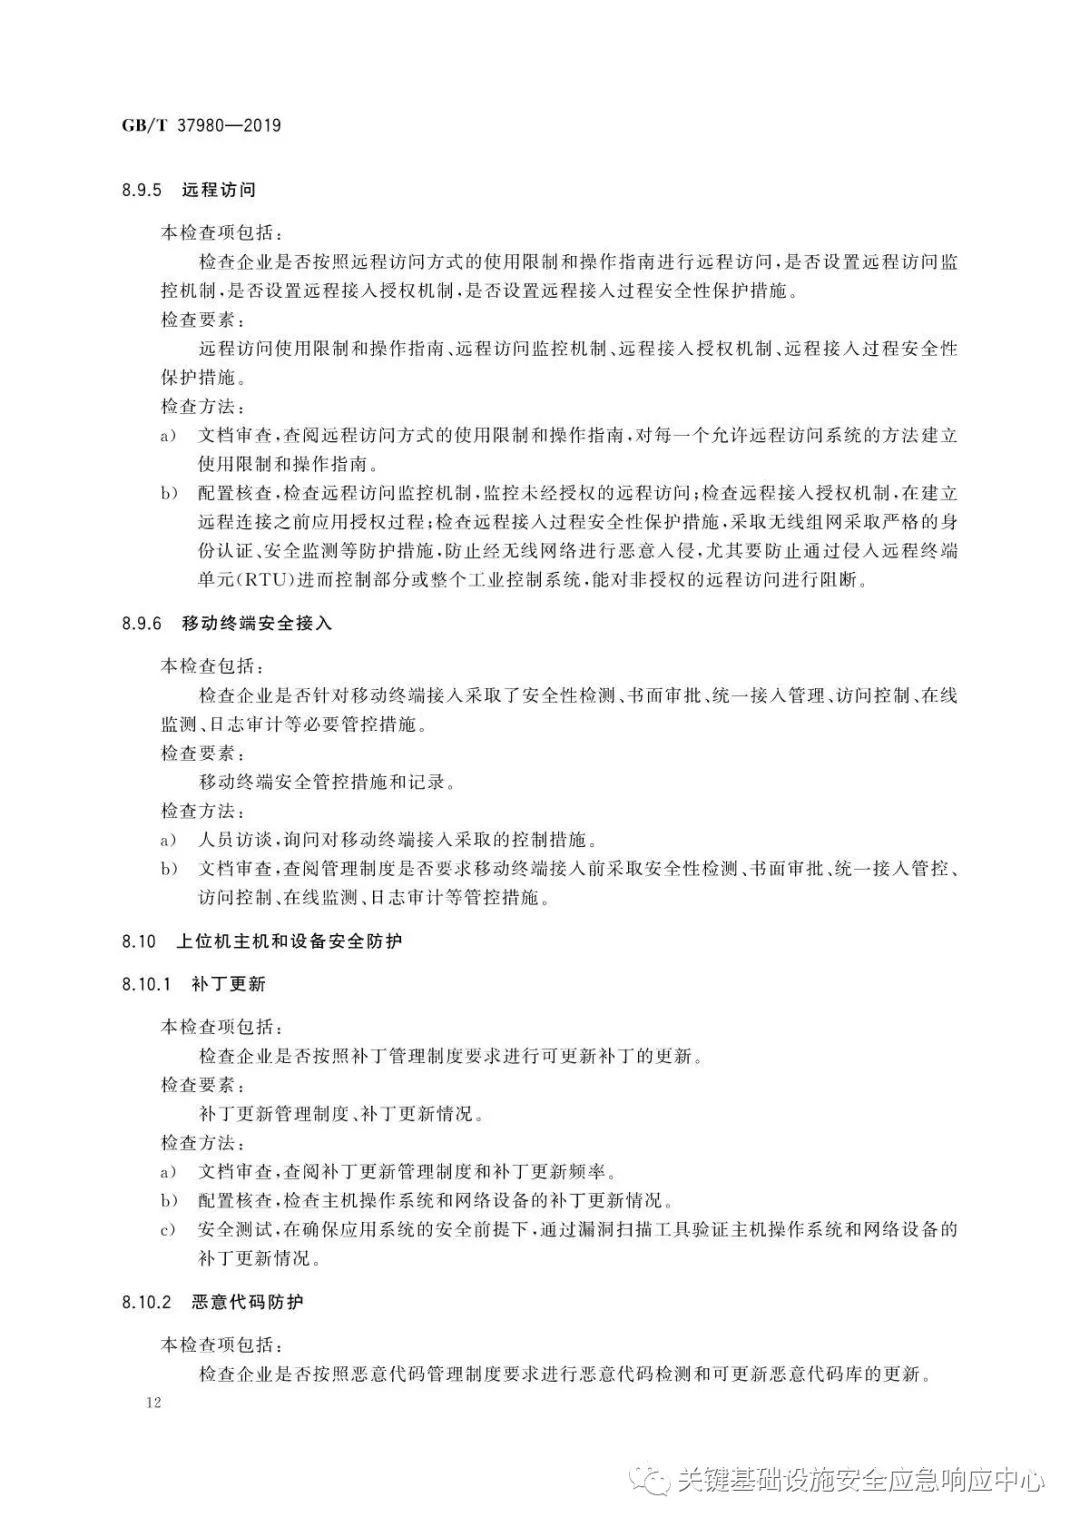 GB/T 37980—2019
8.9.5 远程访问
本检查项包括:
检查企业是否按照远程访问方式的使用限制和操作指南进行远程访问,是否设置远程访问监
控机制,是否设置远程接入授权机制,是否设置远程接入过程安全性保护措施。
检查要素:
远程访问使用限制和操作指南、远程访问监控机制、远程接入授权机制、远程接入过程安全性
保护措施。
检查方法:
a) 文档审查,查阅远程访问方式的使用限制和操作指南,对每一个允许远程访问系统的方法建立
使用限制和操作指南。
b) 配置核查,检查远程访问监控机制,监控未经授权的远程访问;检查远程接入授权机制,在建立
远程连接之前应用授权过程;检查远程接入过程安全性保护措施,采取无线组网采取严格的身
份认证、安全监测等防护措施,防止经无线网络进行恶意入侵,尤其要防止通过侵入远程终端
单元(RTU)进而控制部分或整个工业控制系统,能对非授权的远程访问进行阻断。
8.9.6 移动终端安全接入
本检查包括:
检查企业是否针对移动终端接入采取了安全性检测、书面审批、统一接入管理、访问控制、在线
监测、日志审计等必要管控措施。
检查要素:
移动终端安全管控措施和记录。
检查方法:
a) 人员访谈,询问对移动终端接入采取的控制措施。
b) 文档审查,查阅管理制度是否要求移动终端接入前采取安全性检测、书面审批、统一接入管控、
访问控制、在线监测、日志审计等管控措施。
8.10 上位机主机和设备安全防护
8.10.1 补丁更新
本检查项包括:
检查企业是否按照补丁管理制度要求进行可更新补丁的更新。
检查要素:
补丁更新管理制度、补丁更新情况。
检查方法:
a) 文档审查,查阅补丁更新管理制度和补丁更新频率。
b) 配置核查,检查主机操作系统和网络设备的补丁更新情况。
c) 安全测试,在确保应用系统的安全前提下,通过漏洞扫描工具验证主机操作系统和网络设备的
补丁更新情况。
8.10.2 恶意代码防护
本检查项包括:
检查企业是否按照恶意代码管理制度要求进行恶意代码检测和可更新恶意代码库的更新。
12
关键基础设施安全应急响应中心